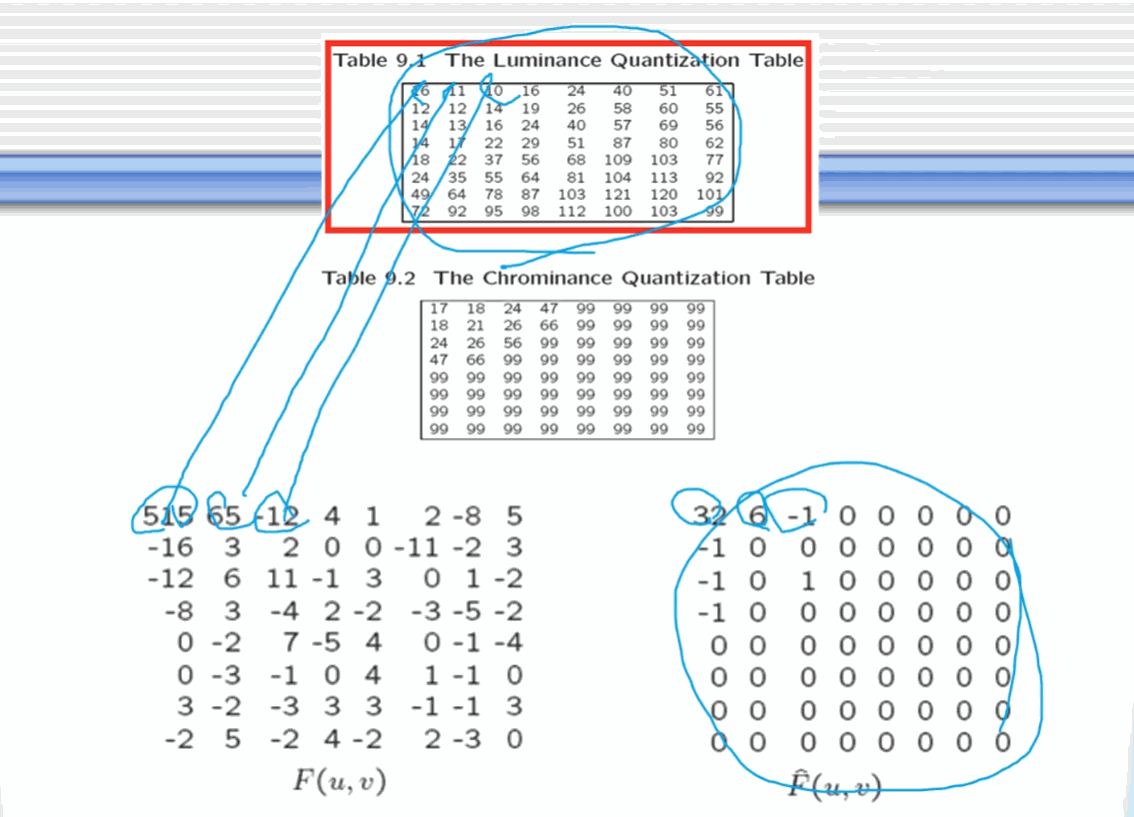 Table 9.1 The Luminance Quantization Table
16 11 10 16 24 40 51 61
12 12 14 19 26 58 60 55
14 13 16 24 40 57 69 56
14 17 22 29 51 87 80 62
18 22 37 56 68 109 103 77
24 35 55 64 81 104 113 92
49 64 78 87 103 121 120 101
72 92 95 98 112 100 103 99
Table 9.2 The Chrominance Quantization Table
17 18 24 47 99 99 99 99
18 21 26 66 99 99 99 99
24 26 56 99 99 99 99 99
47 66 99 99 99 99 99 99
99 99 99 99 99 99 99 99
99 99 99 99 99 99 99 99
99 99 99 99 99 99 99 99
99 99 99 99 99 99 99 99
515 65 -12 4 1 2 -8 5
-16 3 2 0 0 -11 -2 3
-12 6 11 -1 3 0 1 -2
-8 3 -4 2 -2 -3 -5 -2
0 -2 7 -5 4 0 -1 -4
0 -3 -1 0 4 1 -1 0
3 -2 -3 3 3 -1 -1 3
-2 5 -2 4 -2 2 -3 0
F(u, v)
32 6 -1 0 0 0 0 0
-1 0 0 0 0 0 0 0
-1 0 1 0 0 0 0 0
-1 0 0 0 0 0 0 0
0 0 0 0 0 0 0 0
0 0 0 0 0 0 0 0
0 0 0 0 0 0 0 0
0 0 0 0 0 0 0 0
F̂(u, v)